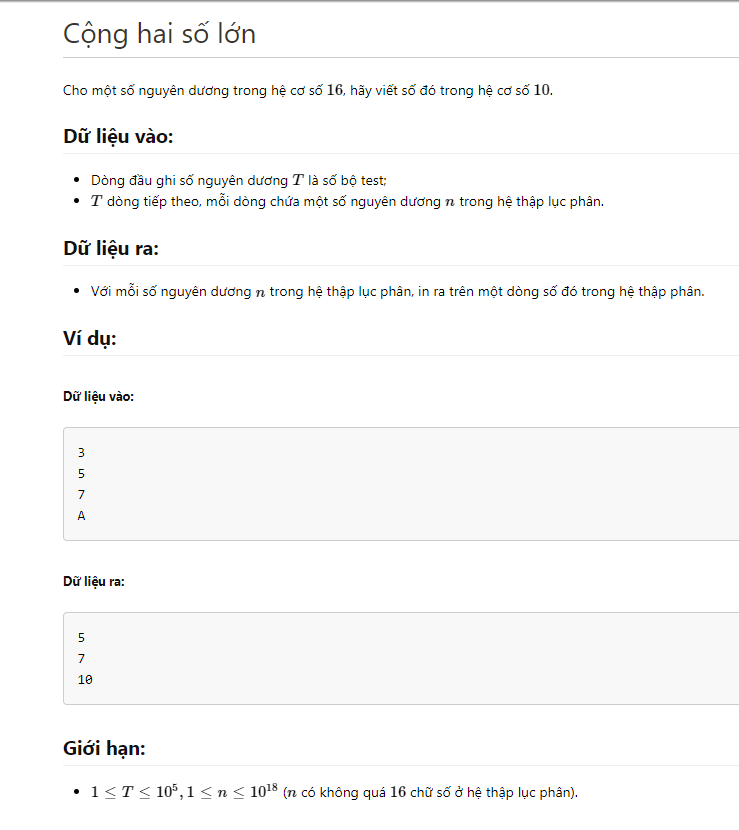 Cộng hai số lớn
Cho một số nguyên dương trong hệ cơ số 16, hãy viết số đó trong hệ cơ số 10.
Dữ liệu vào:
• Dòng đầu ghi số nguyên dương T là số bộ test;
• T dòng tiếp theo, mỗi dòng chứa một số nguyên dương n trong hệ thập lục phân.
Dữ liệu ra:
• Với mỗi số nguyên dương n trong hệ thập lục phân, in ra trên một dòng số đó trong hệ thập phân.
Ví dụ:
Dữ liệu vào:
3
5
7
A
Dữ liệu ra:
5
7
10
Giới hạn:
• 1 ≤ T ≤ 10⁵, 1 ≤ n ≤ 10¹⁸ (n có không quá 16 chữ số ở hệ thập lục phân).